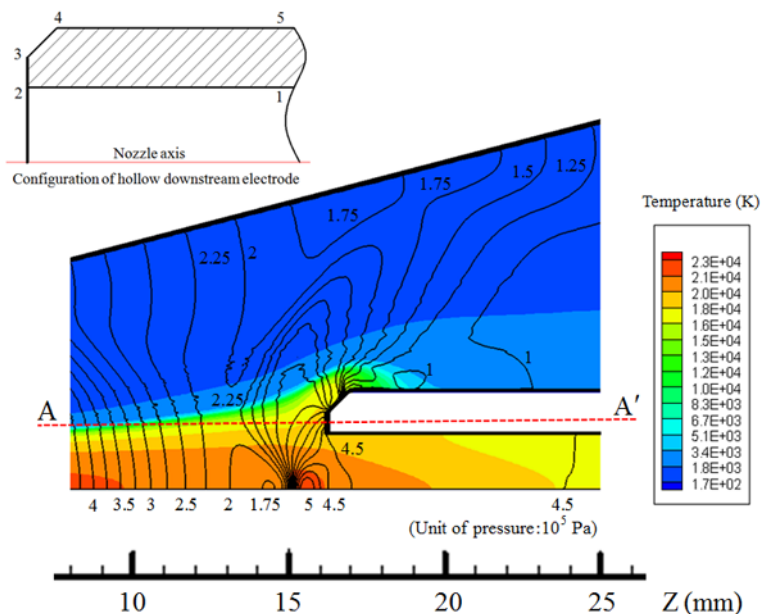 4 5
3
2 1
Nozzle axis
Configuration of hollow downstream electrode
1.25
1.5
1.75
1.75
2
2.25
Temperature (K)
2.3E+04
2.1E+04
2.0E+04
1.8E+04
1.6E+04
1.5E+04
1.4E+04
1.2E+04
1.0E+04
8.3E+03
6.7E+03
5.1E+03
3.4E+03
1.8E+03
1.7E+02
1 1
2.25
A A′
4.5
4 3.5 3 2.5 2 1.75 5 4.5 4.5
(Unit of pressure:10⁵ Pa)
10 15 20 25 Z (mm)